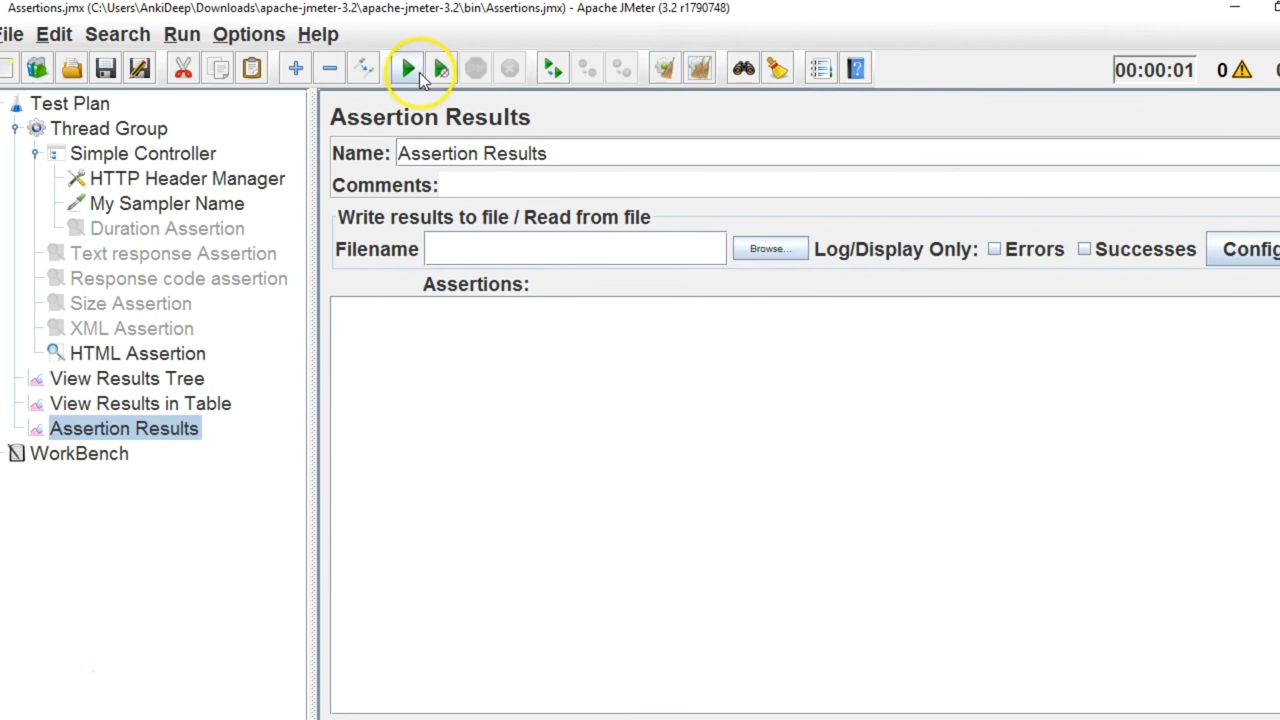 Assertions.jmx (C:\Users\AnkiDeep\Downloads\apache-jmeter-3.2\apache-jmeter-3.2\bin\Assertions.jmx) - Apache JMeter (3.2 r1790748)
ile Edit Search Run Options Help
00:00:01 0
Test Plan
Thread Group
Simple Controller
HTTP Header Manager
My Sampler Name
Duration Assertion
Text response Assertion
Response code assertion
Size Assertion
XML Assertion
HTML Assertion
View Results Tree
View Results in Table
Assertion Results
WorkBench
Assertion Results
Name: Assertion Results
Comments:
Write results to file / Read from file
Filename Browse... Log/Display Only: Errors Successes Config
Assertions: